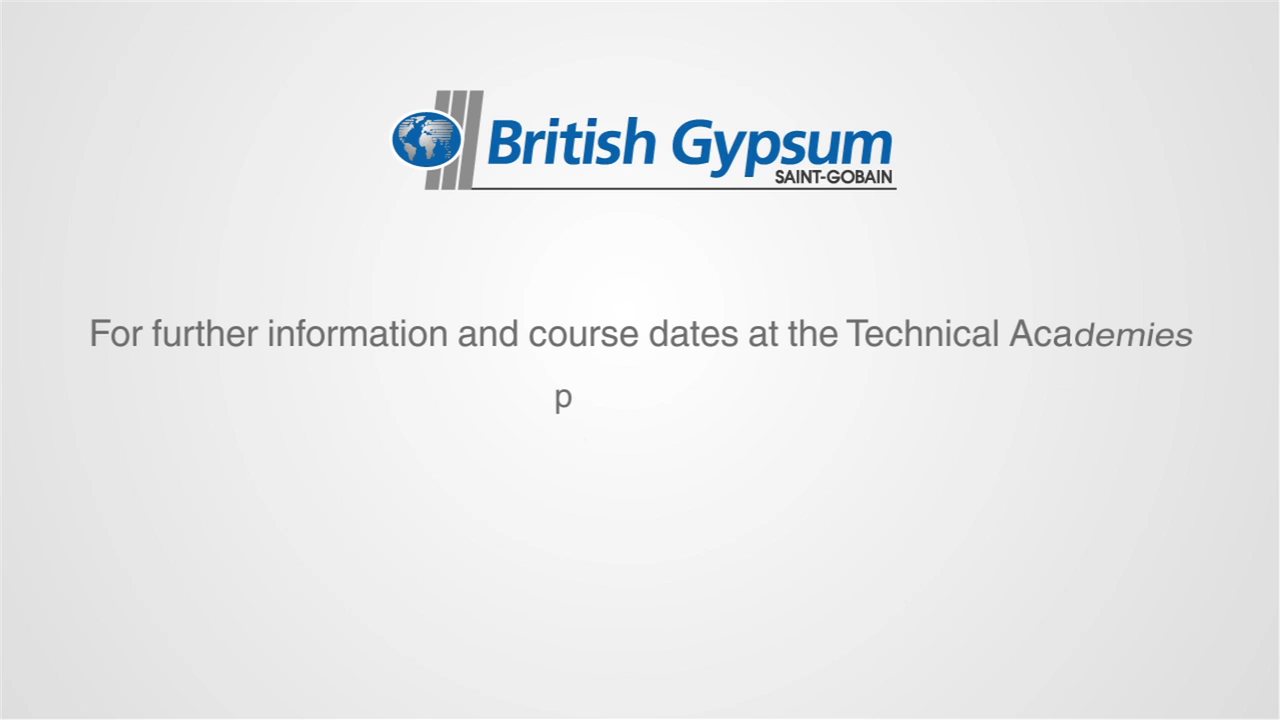 British Gypsum
SAINT-GOBAIN
For further information and course dates at the Technical Academies
p